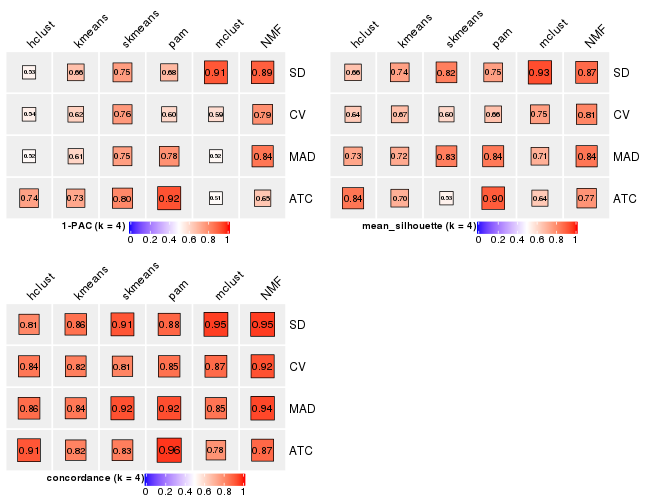 hclust kmeans skmeans pam mclust NMF
0.53 0.66 0.75 0.68 0.91 0.89 SD
0.54 0.62 0.76 0.60 0.59 0.79 CV
0.52 0.61 0.75 0.78 0.52 0.84 MAD
0.74 0.73 0.80 0.92 0.51 0.65 ATC
1-PAC (k = 4)
0 0.2 0.4 0.6 0.8 1
hclust kmeans skmeans pam mclust NMF
0.66 0.74 0.82 0.75 0.93 0.87 SD
0.64 0.67 0.60 0.66 0.75 0.81 CV
0.73 0.72 0.83 0.84 0.71 0.84 MAD
0.84 0.70 0.53 0.90 0.64 0.77 ATC
mean_silhouette (k = 4)
0 0.2 0.4 0.6 0.8 1
hclust kmeans skmeans pam mclust NMF
0.81 0.86 0.91 0.88 0.95 0.95 SD
0.84 0.82 0.81 0.85 0.87 0.92 CV
0.86 0.84 0.92 0.92 0.85 0.94 MAD
0.91 0.82 0.83 0.96 0.78 0.87 ATC
concordance (k = 4)
0 0.2 0.4 0.6 0.8 1